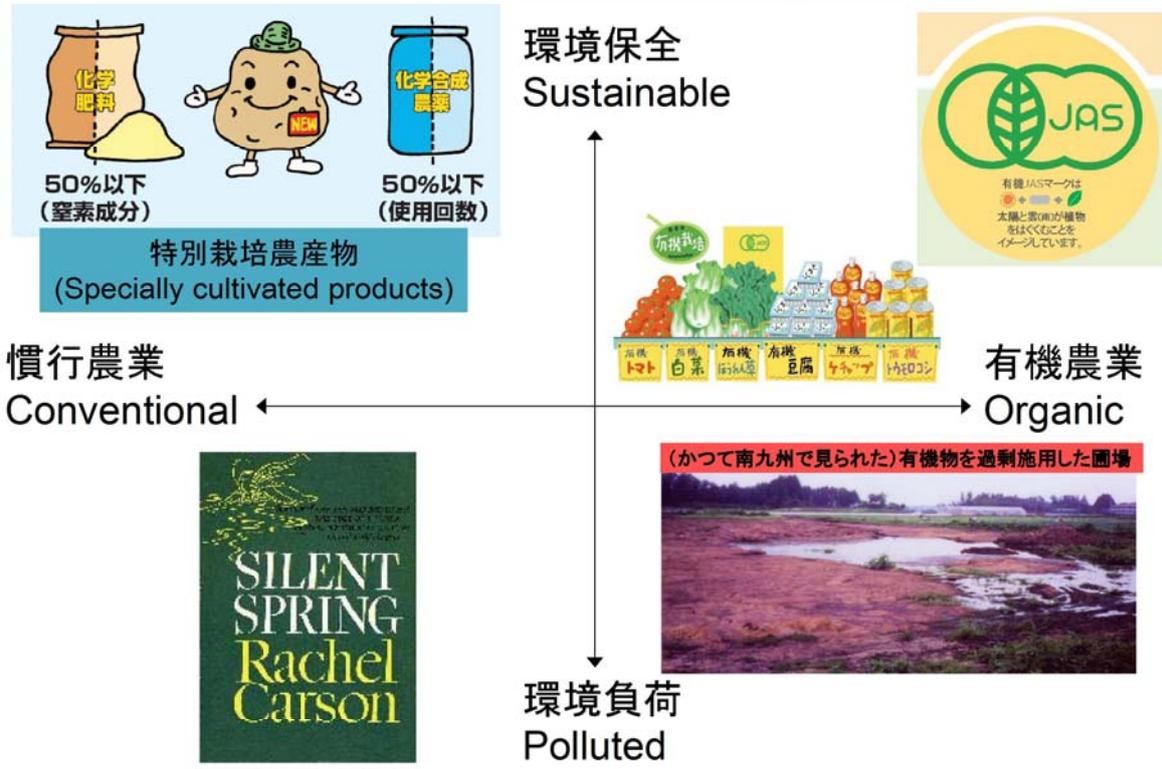 化学
肥料
50%以下
(窒素成分)
NEW
化学合成
農薬
50%以下
(使用回数)
特別栽培農産物
(Specially cultivated products)
環境保全
Sustainable
JAS
有機JASマークは
太陽と雲(雨)が植物
をはぐくむことを
イメージしています。
有機栽培
有機
トマト
有機
白菜
有機
ほうれん草
有機
豆腐
有機
ケチャップ
有機
トウモロコシ
慣行農業
Conventional
有機農業
Organic
SILENT
SPRING
Rachel
Carson
(かつて南九州で見られた)有機物を過剰施用した圃場
環境負荷
Polluted